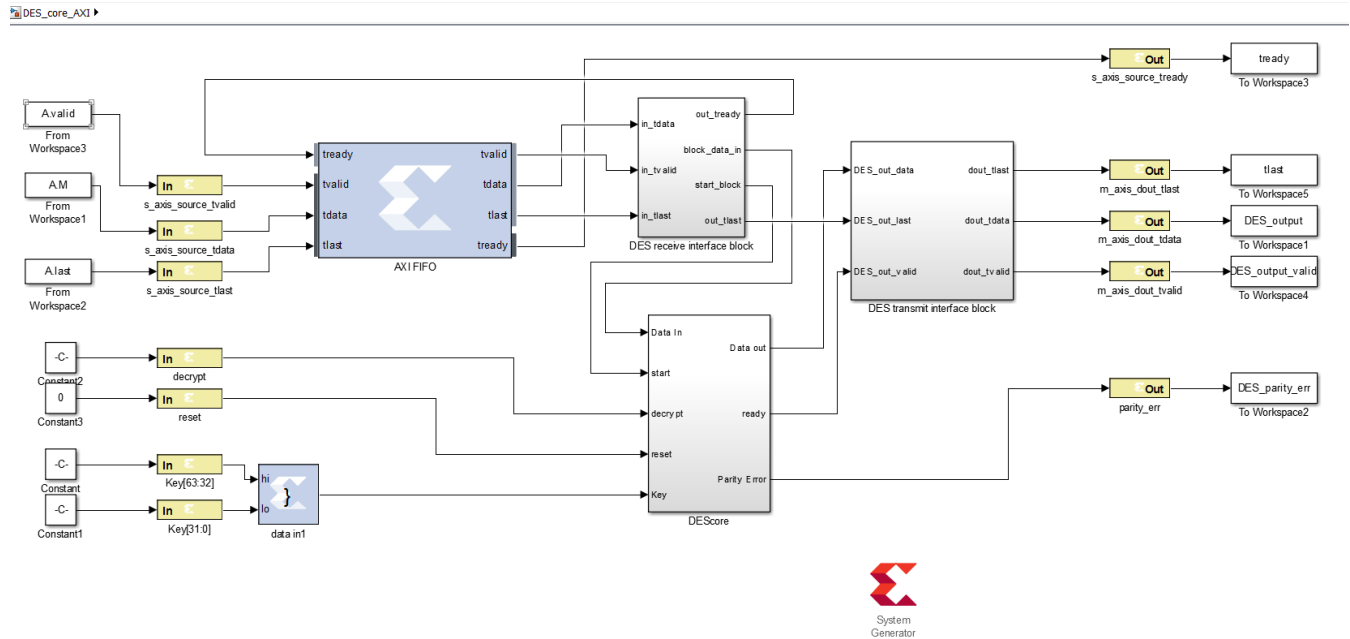 DES_core_AXI
Out
s_axis_source_tready
tready
To Workspace3
A.valid
From
Workspace3
In
s_axis_source_tvalid
A.M
From
Workspace1
In
s_axis_source_tdata
A.last
From
Workspace2
In
s_axis_source_tlast
tready
tvalid
tdata
tlast
tvalid
tdata
tlast
tready
AXI FIFO
in_tdata
in_tvalid
in_tlast
out_tready
block_data_in
start_block
out_tlast
DES receive interface block
DES_out_data
DES_out_last
DES_out_valid
dout_tlast
dout_tdata
dout_tvalid
DES transmit interface block
Out
m_axis_dout_tlast
tlast
To Workspace5
Out
m_axis_dout_tdata
DES_output
To Workspace1
Out
m_axis_dout_tvalid
DES_output_valid
To Workspace4
-C-
Constant2
In
decrypt
0
Constant3
In
reset
-C-
Constant
In
Key[63:32]
-C-
Constant1
In
Key[31:0]
hi
lo
}
data in1
Data In
start
decrypt
reset
Key
Data out
ready
Parity Error
DEScore
Out
parity_err
DES_parity_err
To Workspace2
System
Generator